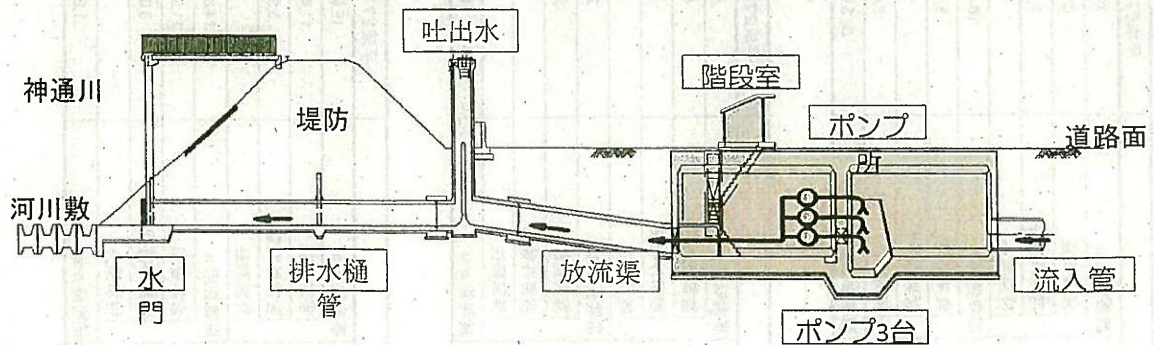 吐出水
階段室
神通川
堤防
ポンプ
所
道路面
河川敷
水
門
排水樋
管
放流渠
流入管
ポンプ3台